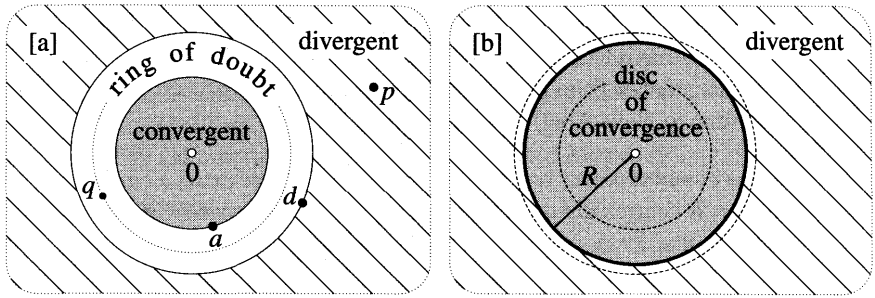 [a]
divergent
ring of doubt
p
convergent
0
q
d
a
[b]
divergent
disc
of
convergence
R
0